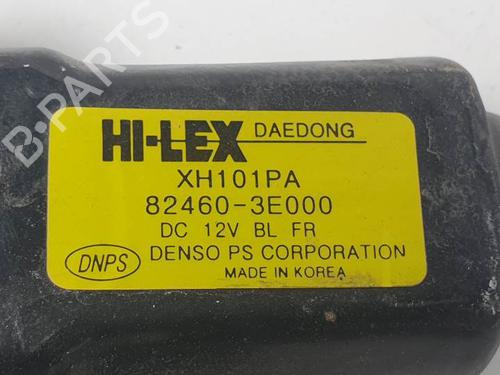 HI-LEX DAEDONG
XH101PA
82460-3E000
DC 12V BL FR
DNPS DENSO PS CORPORATION
MADE IN KOREA
B-PARTS